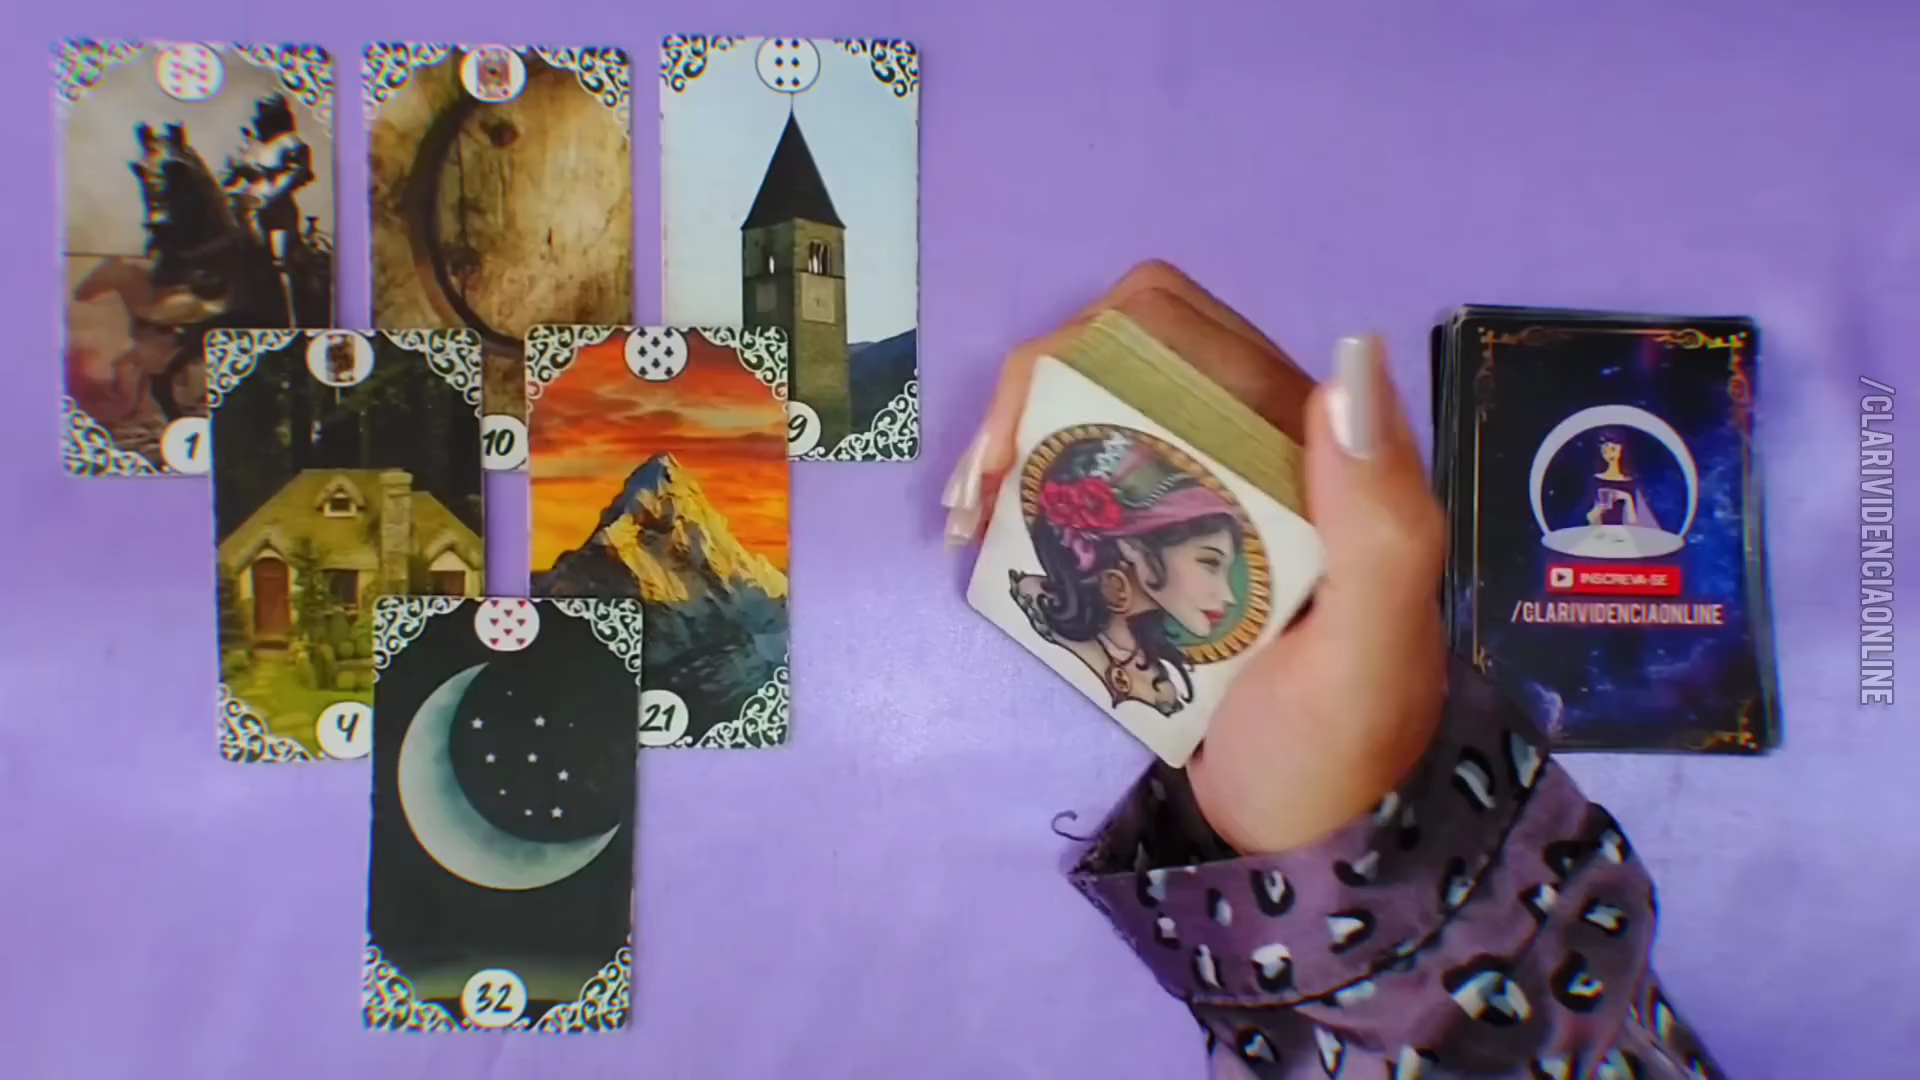 1
10
9
4
21
32
INSCREVA-SE
/CLARIVIDENCIAONLINE
/CLARIVIDENCIAONLINE